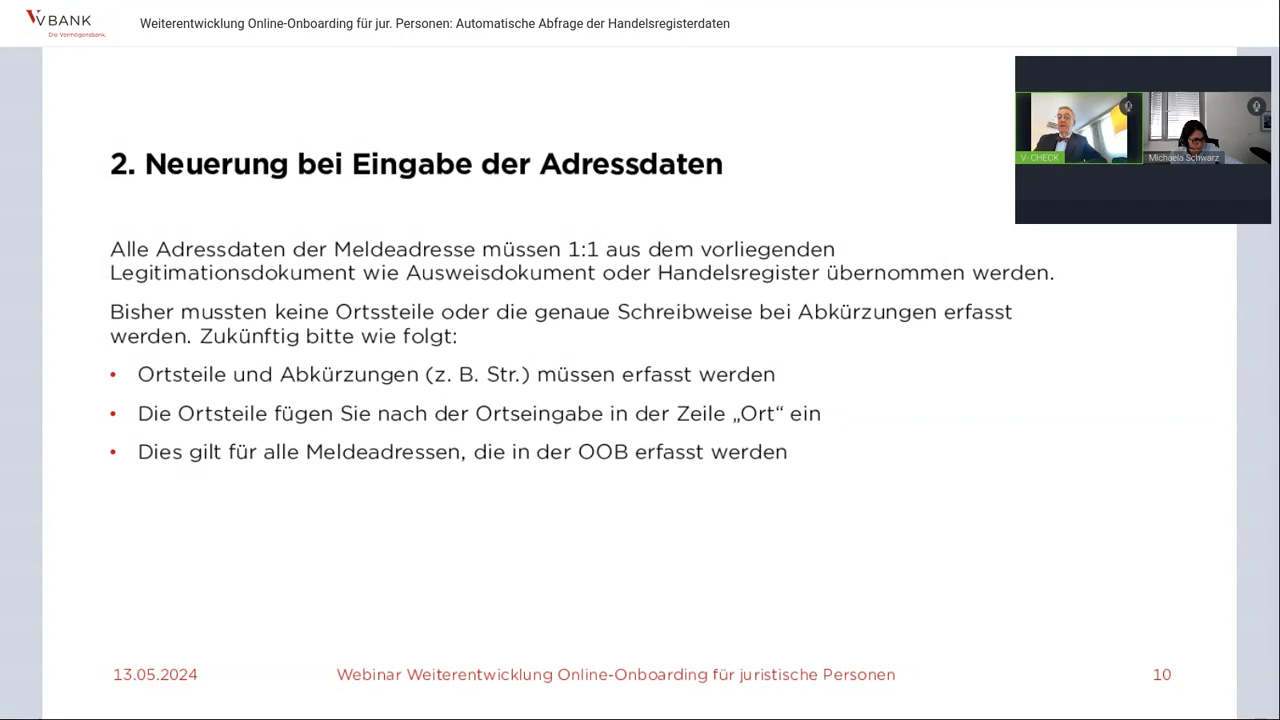 VBANK
Die Vermögensbank.
Weiterentwicklung Online-Onboarding für jur. Personen: Automatische Abfrage der Handelsregisterdaten
V- CHECK
Michaela Schwarz
2. Neuerung bei Eingabe der Adressdaten
Alle Adressdaten der Meldeadresse müssen 1:1 aus dem vorliegenden
Legitimationsdokument wie Ausweisdokument oder Handelsregister übernommen werden.
Bisher mussten keine Ortssteile oder die genaue Schreibweise bei Abkürzungen erfasst
werden. Zukünftig bitte wie folgt:
• Ortsteile und Abkürzungen (z. B. Str.) müssen erfasst werden
• Die Ortsteile fügen Sie nach der Ortseingabe in der Zeile „Ort“ ein
• Dies gilt für alle Meldeadressen, die in der OOB erfasst werden
13.05.2024 Webinar Weiterentwicklung Online-Onboarding für juristische Personen 10